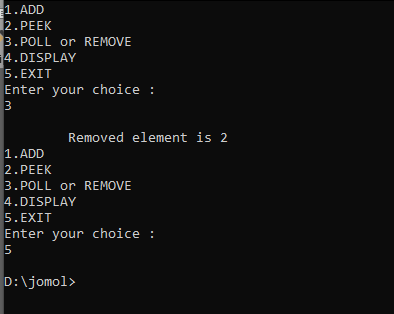 1.ADD
2.PEEK
3.POLL or REMOVE
4.DISPLAY
5.EXIT
Enter your choice :
3
Removed element is 2
1.ADD
2.PEEK
3.POLL or REMOVE
4.DISPLAY
5.EXIT
Enter your choice :
5
D:\jomol>